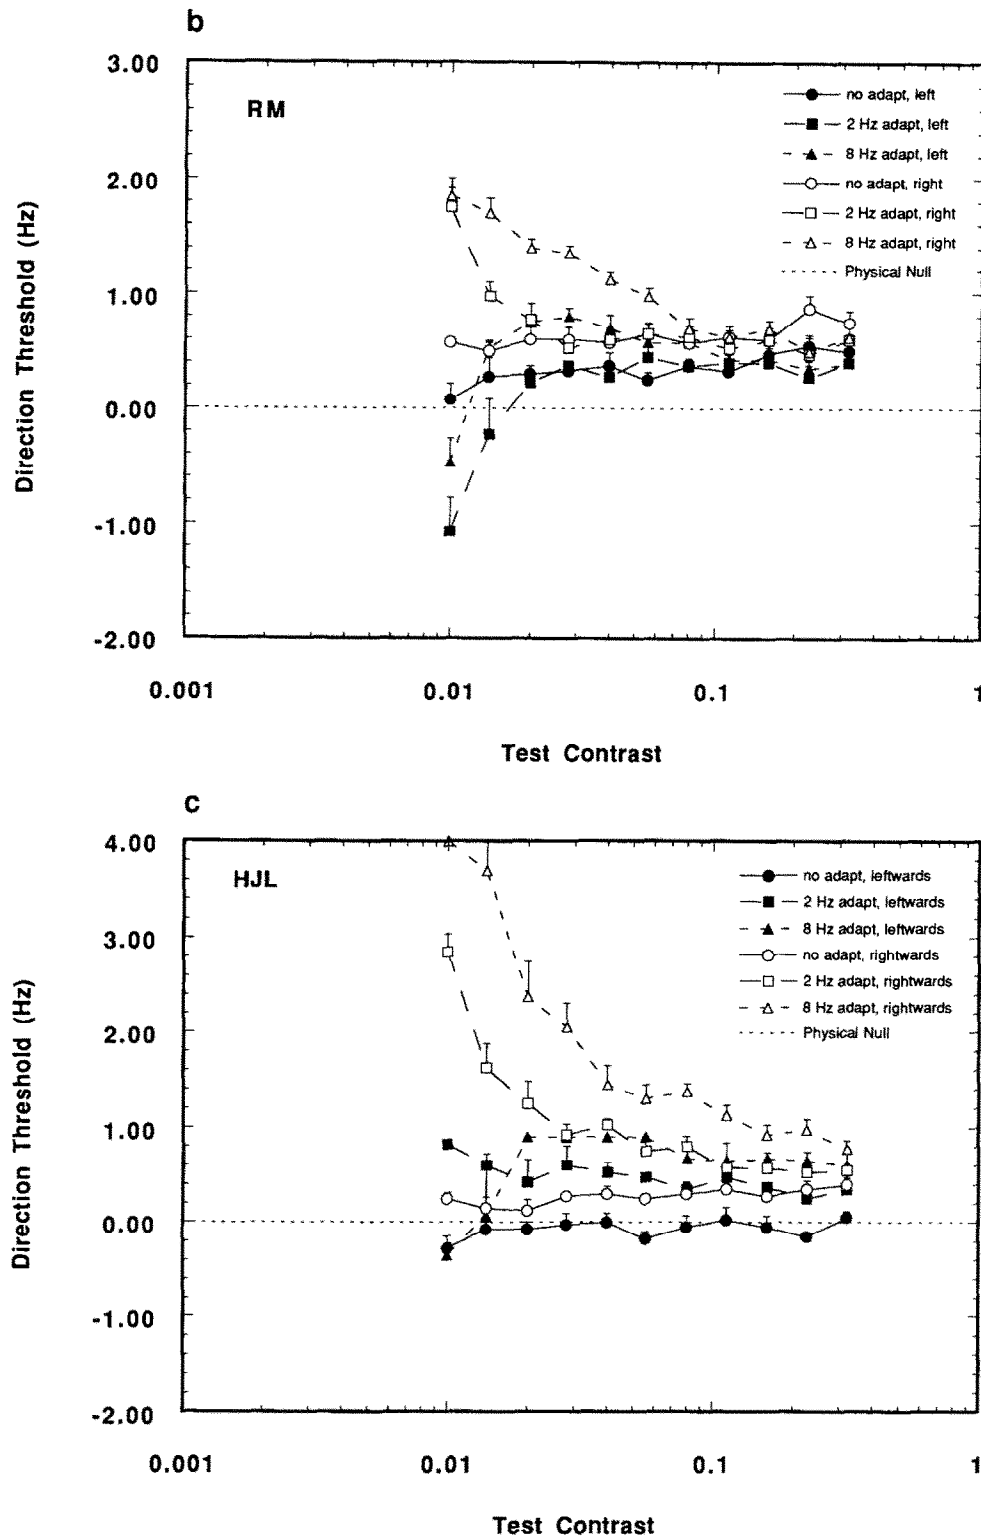 b
3.00
RM
no adapt, left
2 Hz adapt, left
8 Hz adapt, left
no adapt, right
2 Hz adapt, right
8 Hz adapt, right
Physical Null
2.00
1.00
0.00
-1.00
-2.00
Direction Threshold (Hz)
0.001 0.01 0.1 1
Test Contrast
c
4.00
HJL
no adapt, leftwards
2 Hz adapt, leftwards
8 Hz adapt, leftwards
no adapt, rightwards
2 Hz adapt, rightwards
8 Hz adapt, rightwards
Physical Null
3.00
2.00
1.00
0.00
-1.00
-2.00
Direction Threshold (Hz)
0.001 0.01 0.1 1
Test Contrast